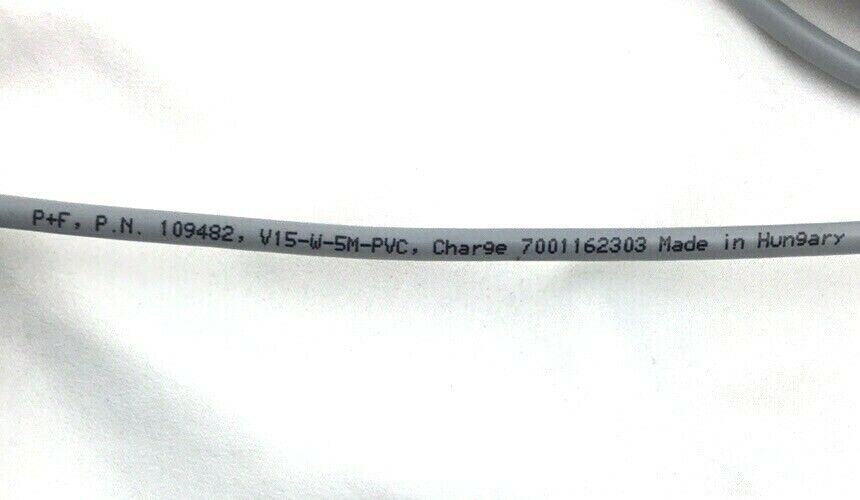 P+F, P.N. 109482, V15-W-5M-PVC, Charge 7001162303 Made in Hungary